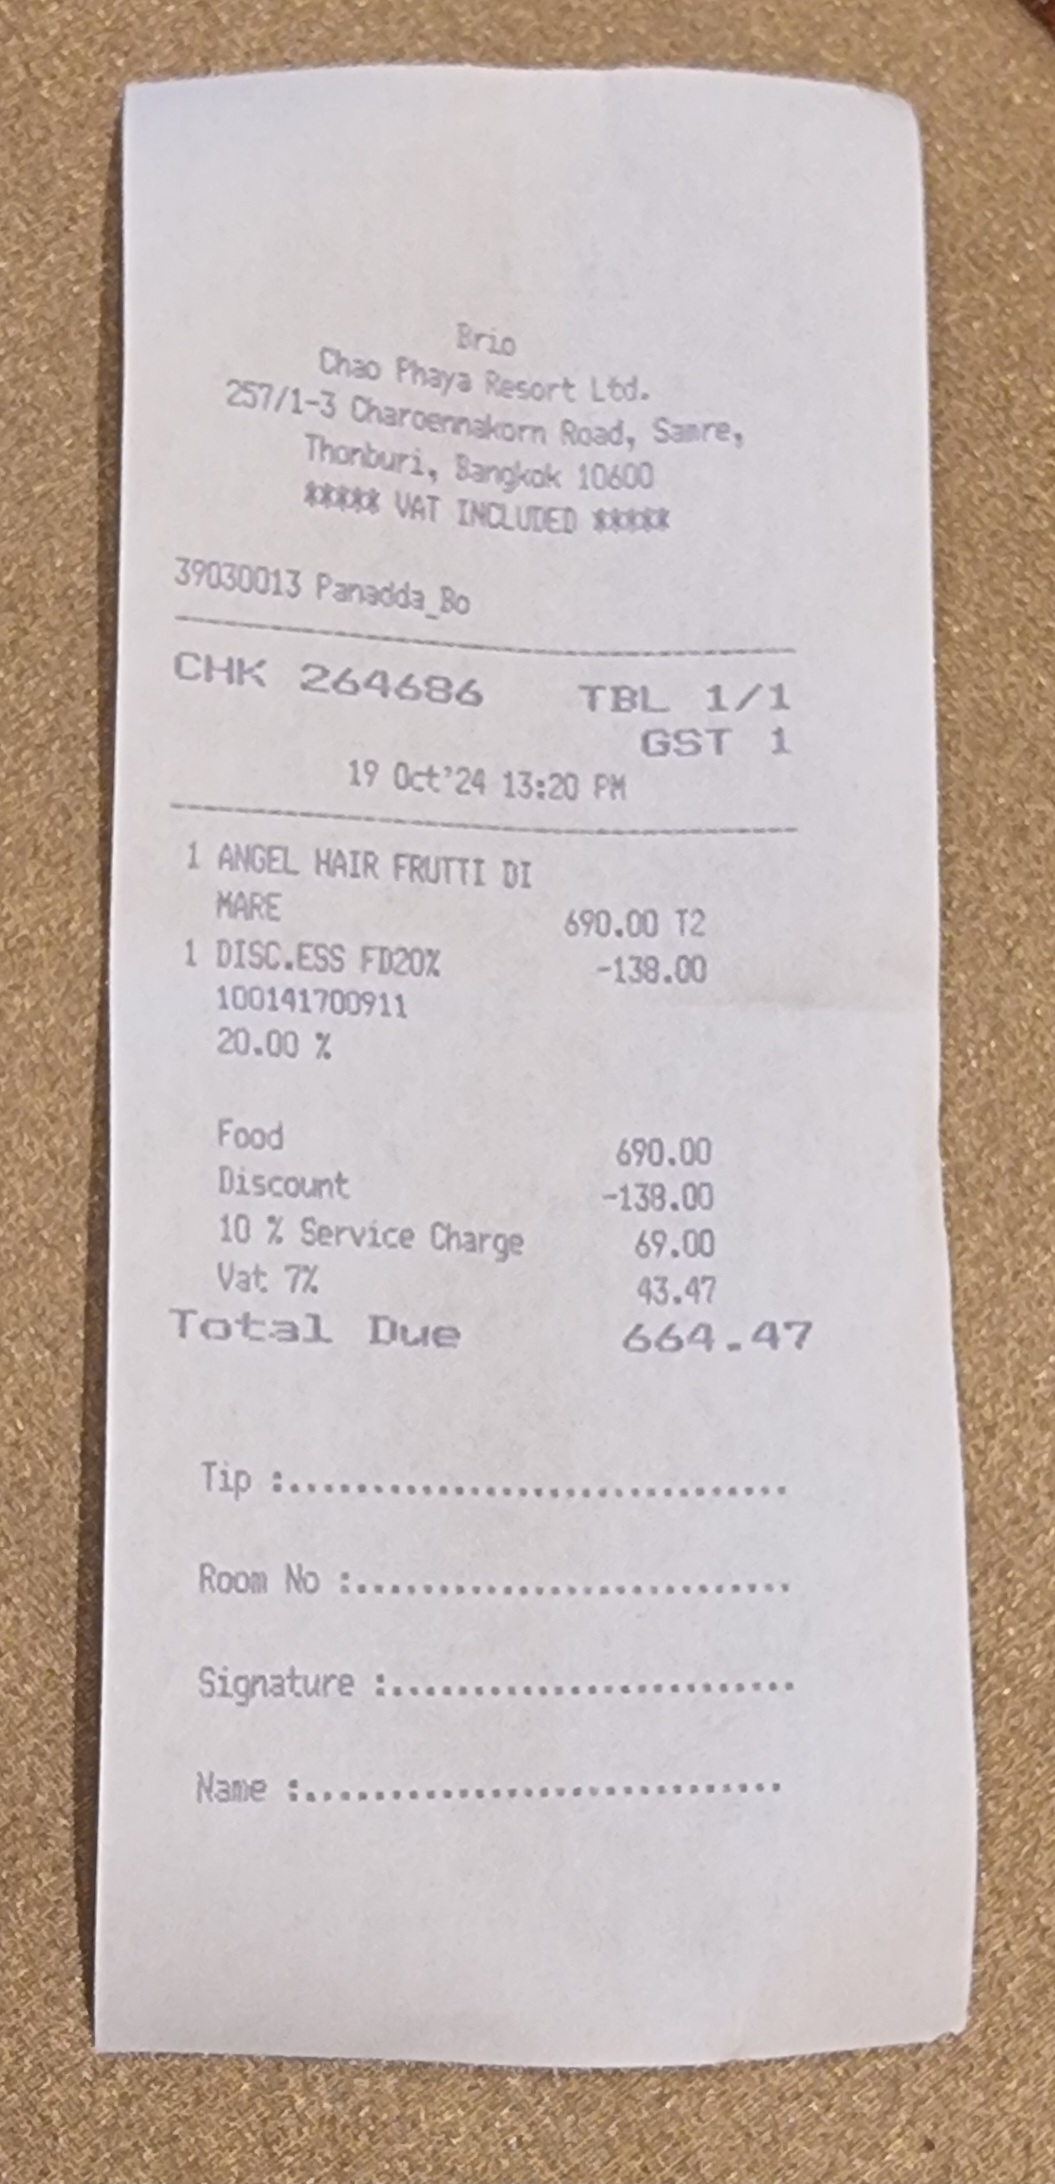 Brio
Chao Phaya Resort Ltd.
257/1-3 Charoennakorn Road, Samre,
Thonburi, Bangkok 10600
***** VAT INCLUDED *****
39030013 Panadda_Bo
CHK 264686 TBL 1/1
GST 1
19 Oct'24 13:20 PM
1 ANGEL HAIR FRUTTI DI
MARE 690.00 T2
1 DISC.ESS FD20% -138.00
100141700911
20.00 %
Food 690.00
Discount -138.00
10 % Service Charge 69.00
Vat 7% 43.47
Total Due 664.47
Tip :...............................
Room No :...........................
Signature :.........................
Name :..............................